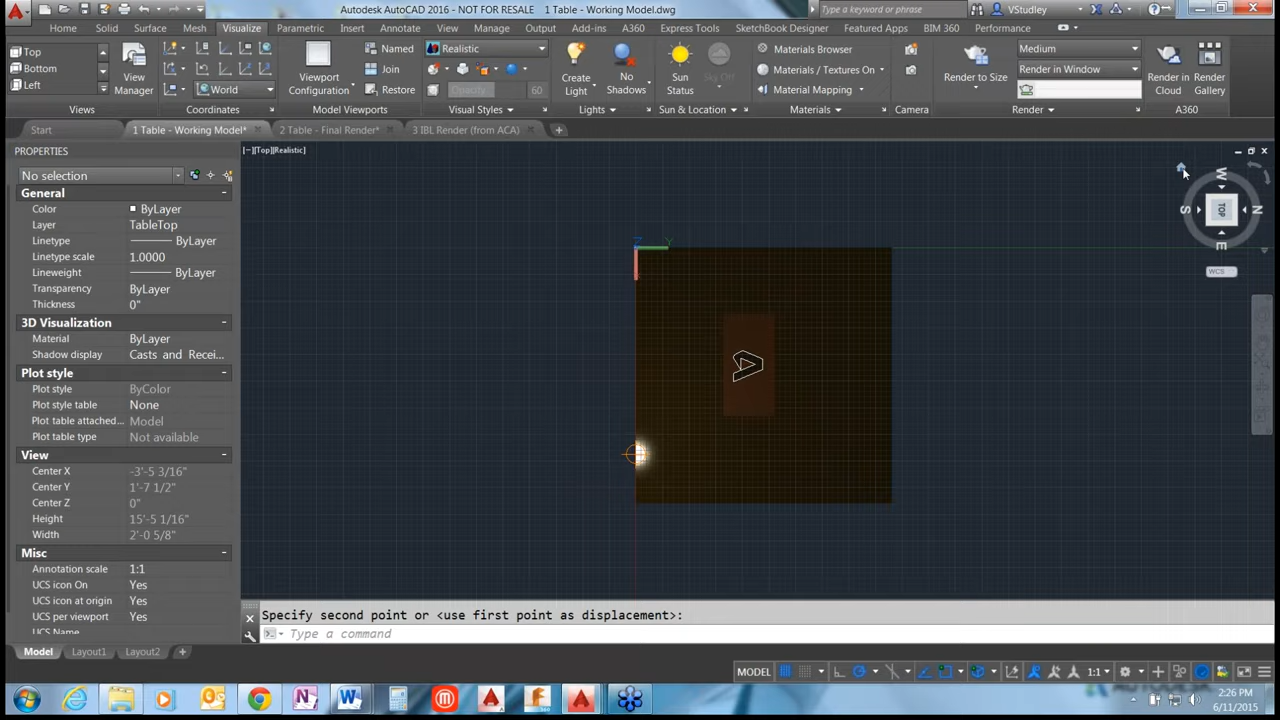 Autodesk AutoCAD 2016 - NOT FOR RESALE 1 Table - Working Model.dwg
Type a keyword or phrase
VStudley
Home Solid Surface Mesh Visualize Parametric Insert Annotate View Manage Output Add-ins A360 Express Tools SketchBook Designer Featured Apps BIM 360 Performance
Top
Bottom
Left
View Manager
World
Viewport Configuration
Named
Join
Restore
Realistic
Opacity 60
Create Light
No Shadows
Sun Status
Sky Off
Materials Browser
Materials / Textures On
Material Mapping
Render to Size
Medium
Render in Window
Render in Cloud
Render Gallery
Views Coordinates Model Viewports Visual Styles Lights Sun & Location Materials Camera Render A360
Start 1 Table - Working Model* 2 Table - Final Render* 3 IBL Render (from ACA)
PROPERTIES
[−][Top][Realistic]
No selection
General
Color ByLayer
Layer TableTop
Linetype ByLayer
Linetype scale 1.0000
Lineweight ByLayer
Transparency ByLayer
Thickness 0"
3D Visualization
Material ByLayer
Shadow display Casts and Recei...
Plot style
Plot style ByColor
Plot style table None
Plot table attached... Model
Plot table type Not available
View
Center X -3'-5 3/16"
Center Y 1'-7 1/2"
Center Z 0"
Height 15'-5 1/16"
Width 2'-0 5/8"
Misc
Annotation scale 1:1
UCS icon On Yes
UCS icon at origin Yes
UCS per viewport Yes
UCS Name
Z
Y
A
W
S TOP N
E
WCS
Specify second point or <use first point as displacement>:
Type a command
Model Layout1 Layout2
MODEL
1:1
2:26 PM
6/11/2015